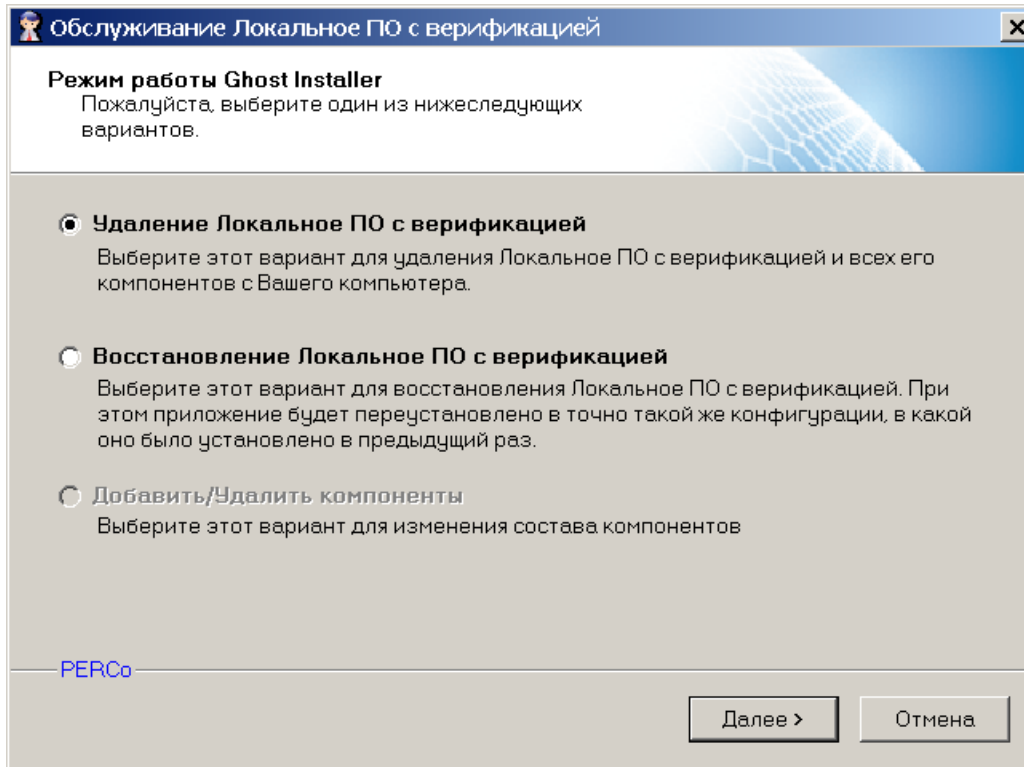 Обслуживание Локальное ПО с верификацией
Режим работы Ghost Installer
Пожалуйста, выберите один из нижеследующих
вариантов.
Удаление Локальное ПО с верификацией
Выберите этот вариант для удаления Локальное ПО с верификацией и всех его
компонентов с Вашего компьютера.
Восстановление Локальное ПО с верификацией
Выберите этот вариант для восстановления Локальное ПО с верификацией. При
этом приложение будет переустановлено в точно такой же конфигурации, в какой
оно было установлено в предыдущий раз.
Добавить/Удалить компоненты
Выберите этот вариант для изменения состава компонентов
PERCo
Далее >
Отмена